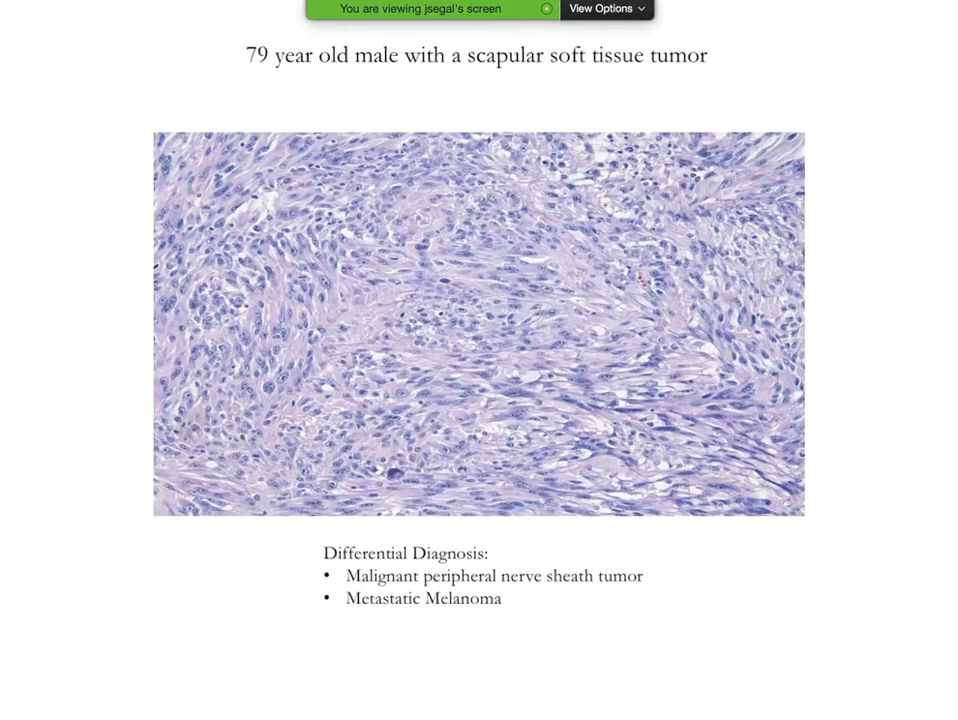 You are viewing jsegal's screen
View Options
79 year old male with a scapular soft tissue tumor
Differential Diagnosis:
• Malignant peripheral nerve sheath tumor
• Metastatic Melanoma